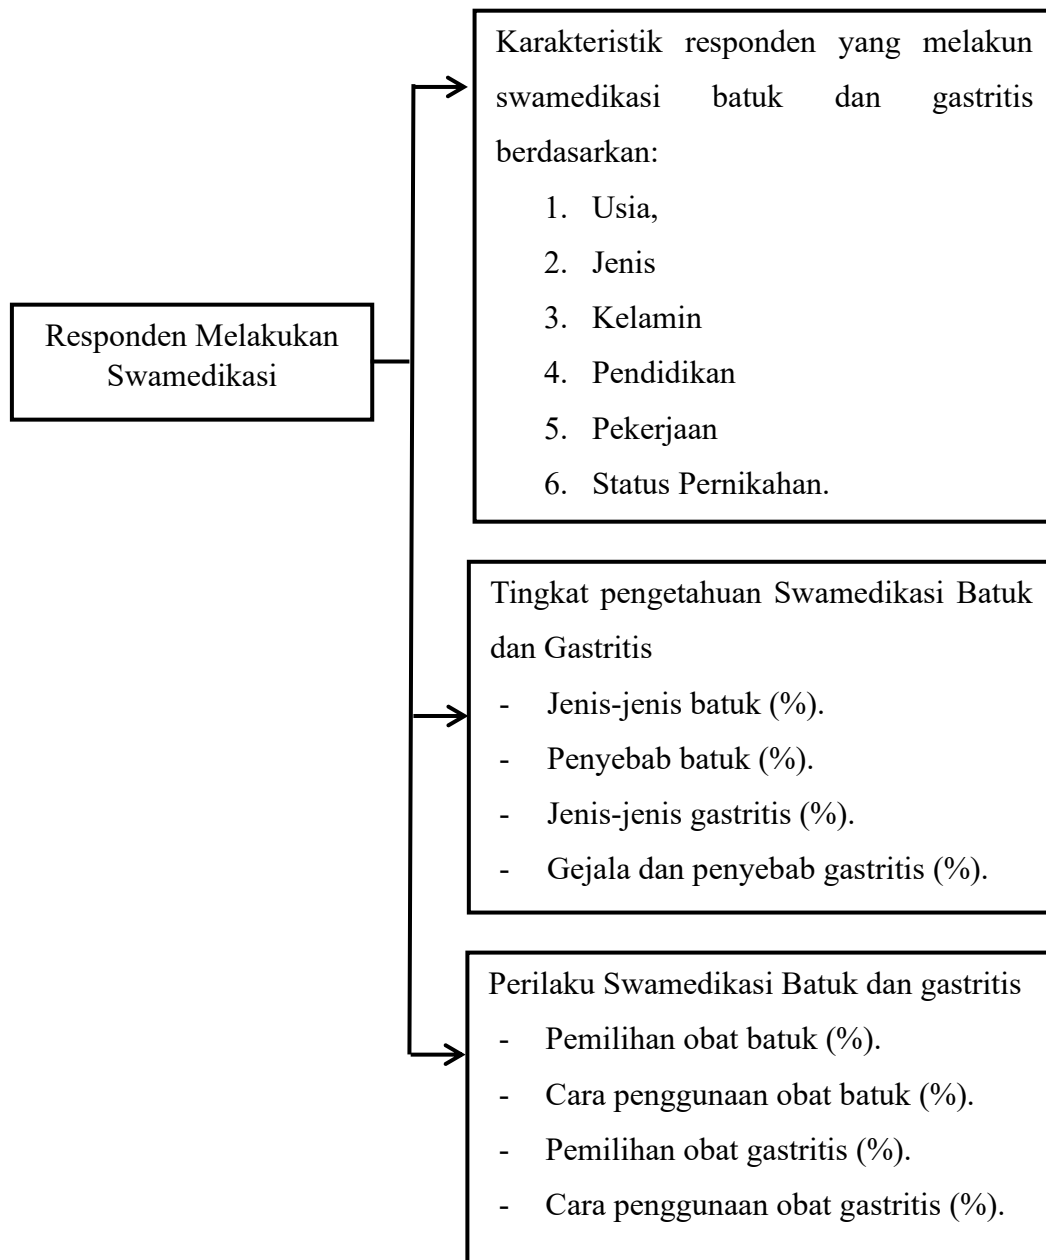 Karakteristik responden yang melakun
swamedikasi batuk dan gastritis
berdasarkan:
1. Usia,
2. Jenis
3. Kelamin
4. Pendidikan
5. Pekerjaan
6. Status Pernikahan.
Responden Melakukan
Swamedikasi
Tingkat pengetahuan Swamedikasi Batuk
dan Gastritis
- Jenis-jenis batuk (%).
- Penyebab batuk (%).
- Jenis-jenis gastritis (%).
- Gejala dan penyebab gastritis (%).
Perilaku Swamedikasi Batuk dan gastritis
- Pemilihan obat batuk (%).
- Cara penggunaan obat batuk (%).
- Pemilihan obat gastritis (%).
- Cara penggunaan obat gastritis (%).